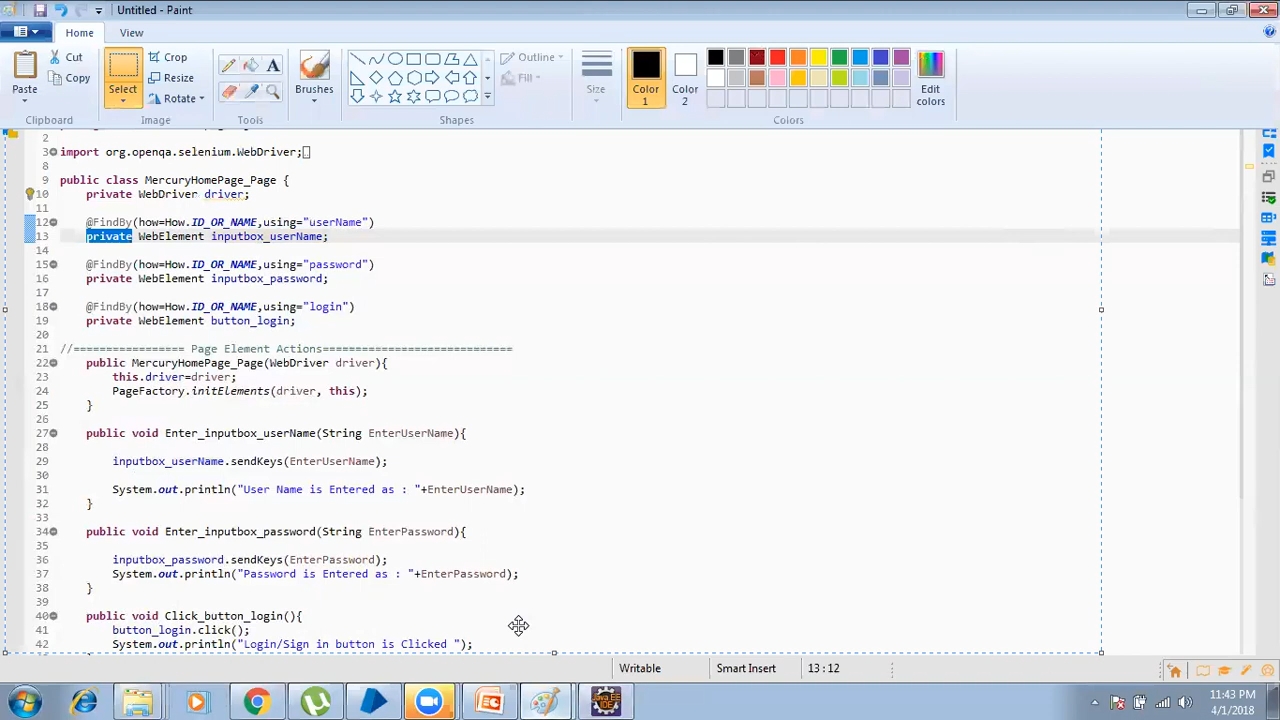 Untitled - Paint
Home View
Paste
Cut
Copy
Clipboard
Select
Crop
Resize
Rotate
Image
Tools
Brushes
Outline
Fill
Shapes
Size
Color 1
Color 2
Edit colors
Colors
2
3 import org.openqa.selenium.WebDriver;
8
9 public class MercuryHomePage_Page {
10 private WebDriver driver;
11
12 @FindBy(how=How.ID_OR_NAME,using="userName")
13 private WebElement inputbox_userName;
14
15 @FindBy(how=How.ID_OR_NAME,using="password")
16 private WebElement inputbox_password;
17
18 @FindBy(how=How.ID_OR_NAME,using="login")
19 private WebElement button_login;
20
21 //================= Page Element Actions=============================
22 public MercuryHomePage_Page(WebDriver driver){
23 this.driver=driver;
24 PageFactory.initElements(driver, this);
25 }
26
27 public void Enter_inputbox_userName(String EnterUserName){
28
29 inputbox_userName.sendKeys(EnterUserName);
30
31 System.out.println("User Name is Entered as : "+EnterUserName);
32 }
33
34 public void Enter_inputbox_password(String EnterPassword){
35
36 inputbox_password.sendKeys(EnterPassword);
37 System.out.println("Password is Entered as : "+EnterPassword);
38 }
39
40 public void Click_button_login(){
41 button_login.click();
42 System.out.println("Login/Sign in button is Clicked ");
Writable Smart Insert 13 : 12
Java EE IDE
11:43 PM
4/1/2018